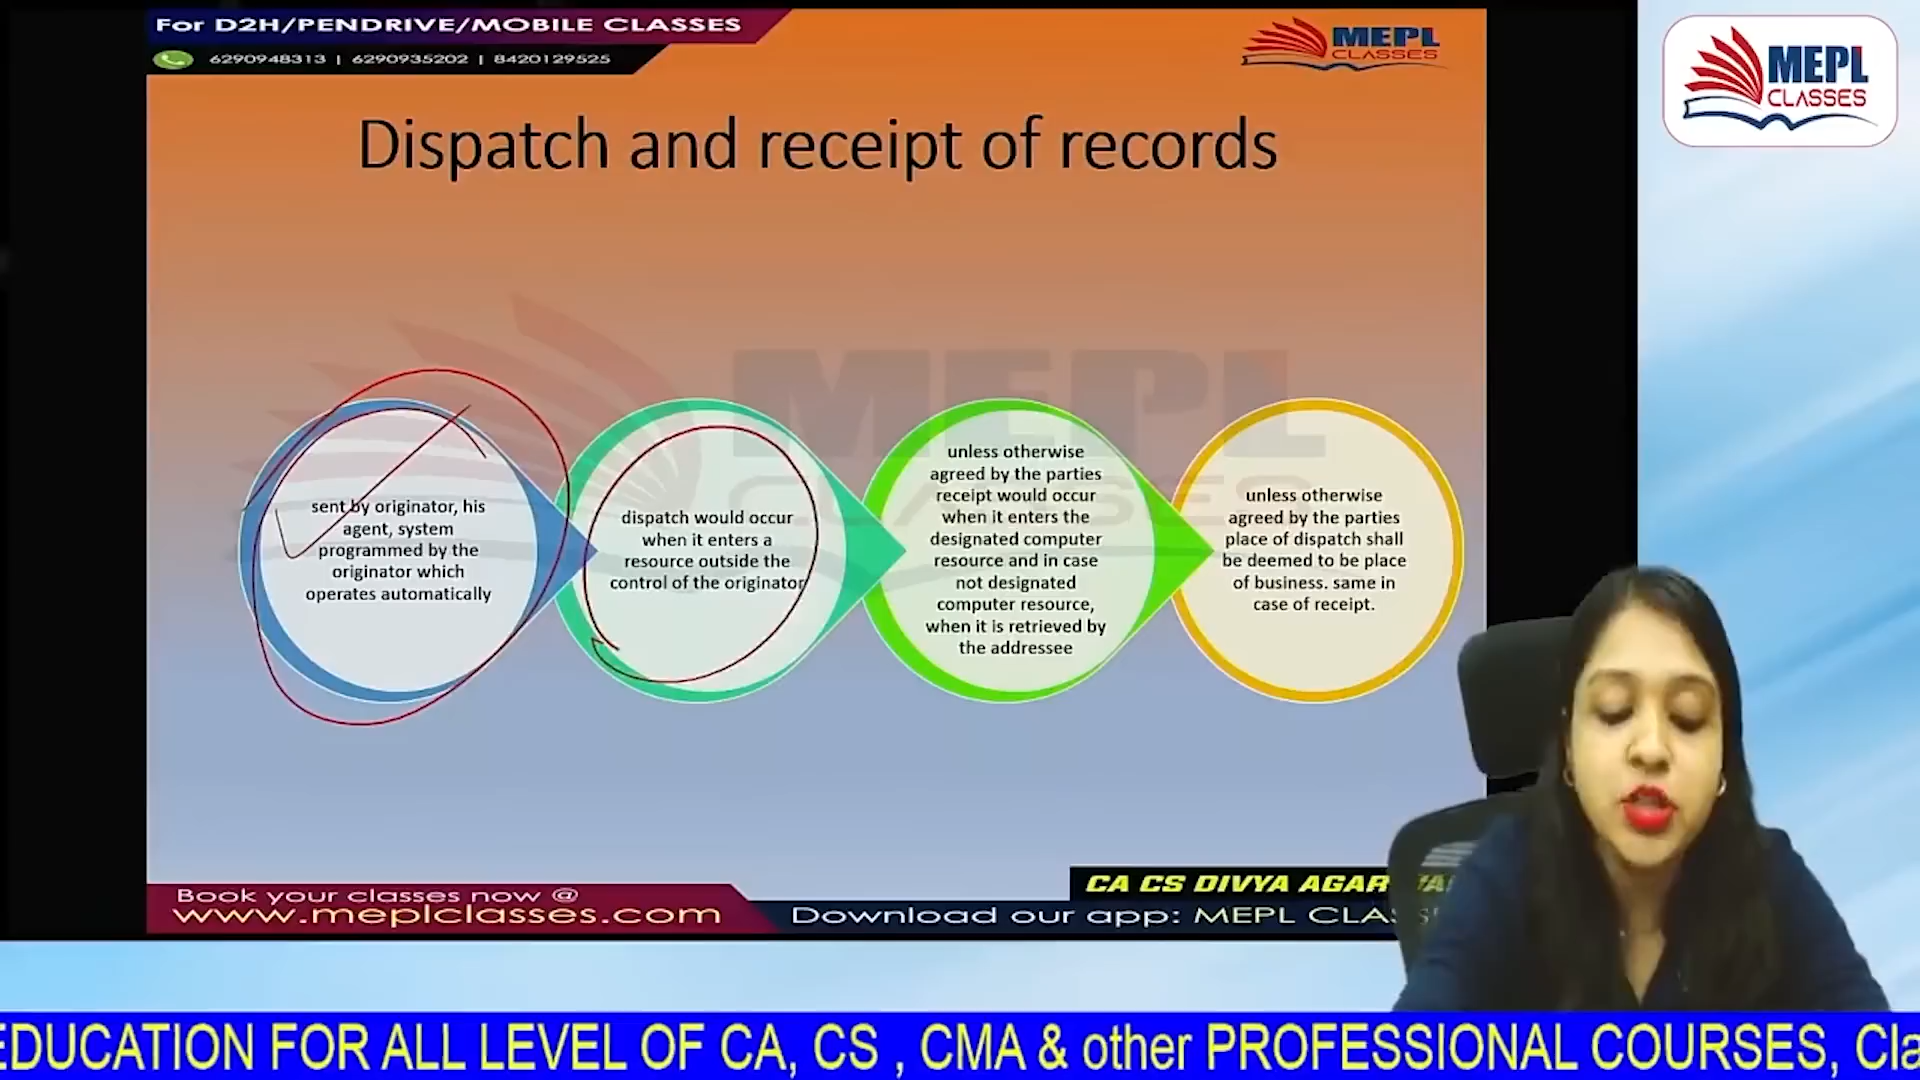 For D2H/PENDRIVE/MOBILE CLASSES
6290948313 | 6290935202 | 8420129525
MEPL
CLASSES
MEPL
CLASSES
Dispatch and receipt of records
MEPL
CLASSES
sent by originator, his
agent, system
programmed by the
originator which
operates automatically
dispatch would occur
when it enters a
resource outside the
control of the originator
unless otherwise
agreed by the parties
receipt would occur
when it enters the
designated computer
resource and in case
not designated
computer resource,
when it is retrieved by
the addressee
unless otherwise
agreed by the parties
place of dispatch shall
be deemed to be place
of business. same in
case of receipt.
CA CS DIVYA
Book your classes now @
www.meplclasses.com
Download our app: MEPL
EDUCATION FOR ALL LEVEL OF CA, CS , CMA & other PROFESSIONAL COURSES,